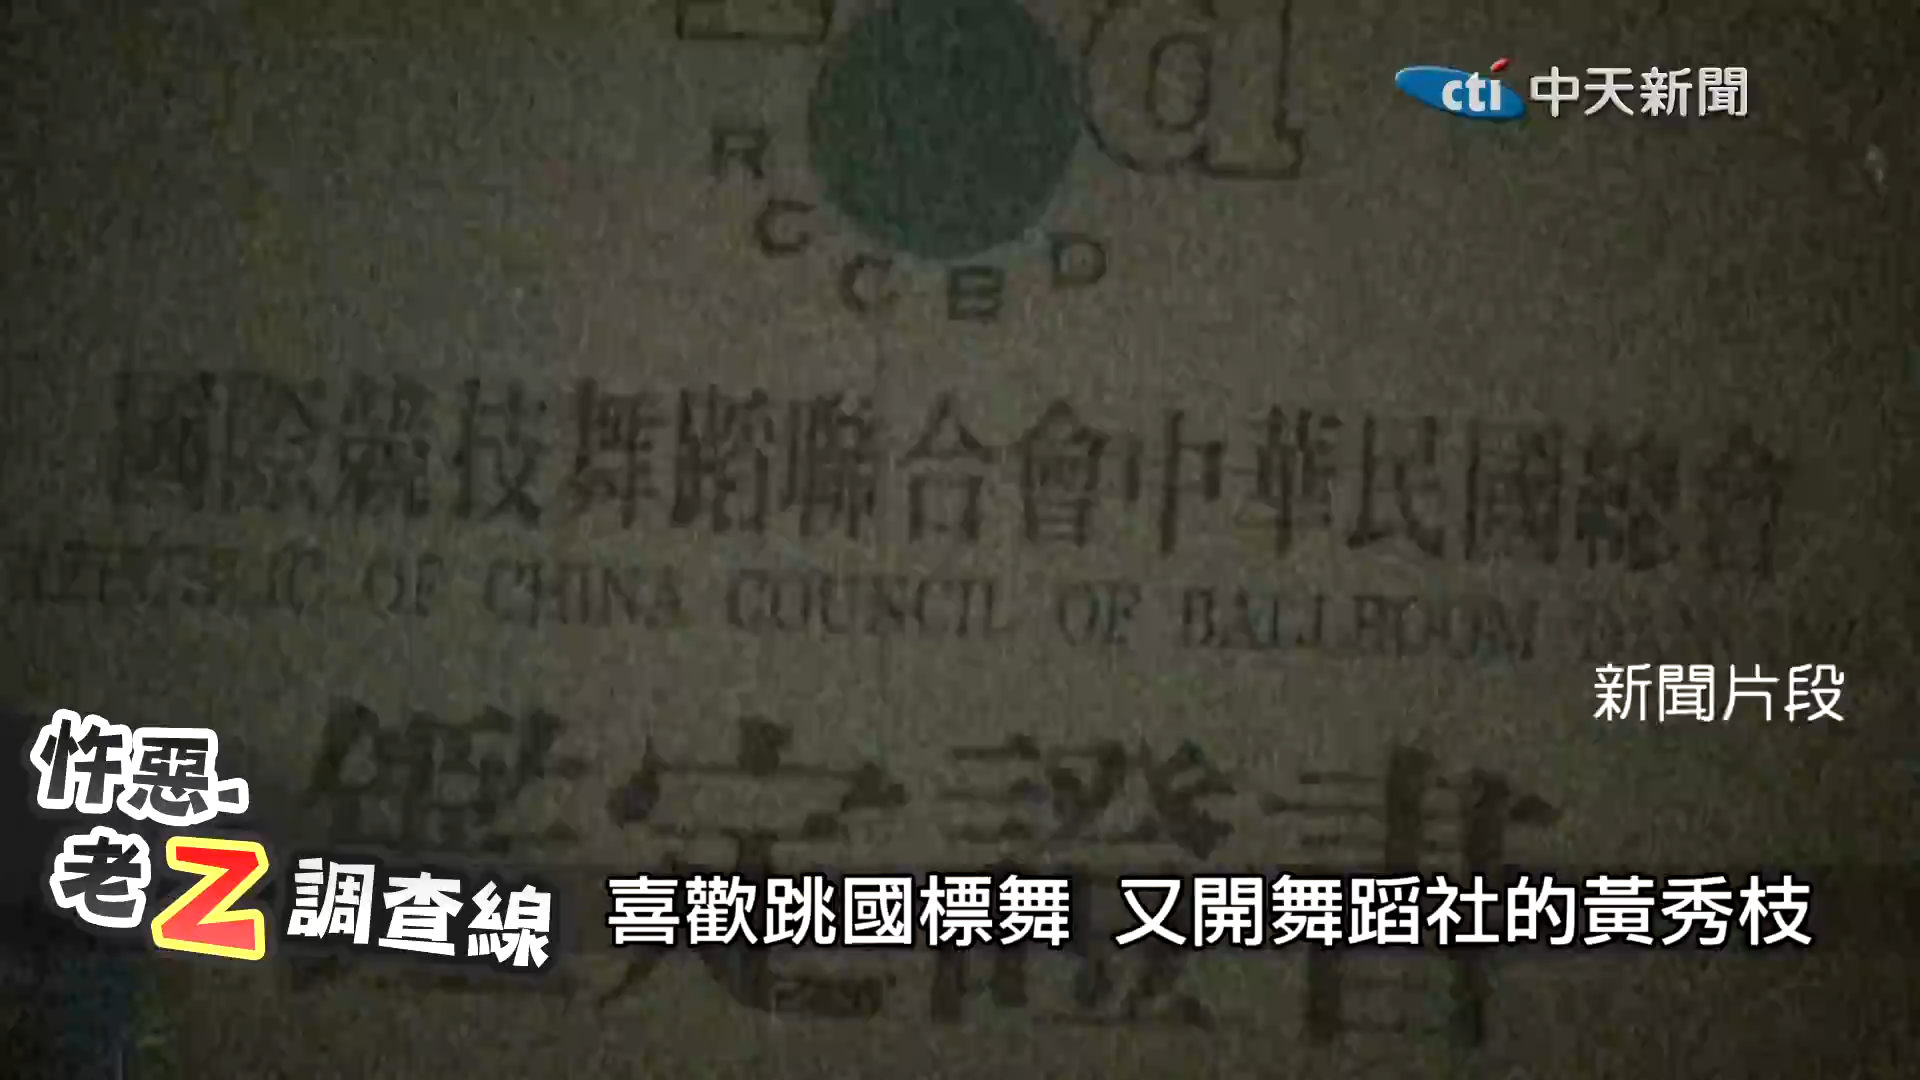 a
cti 中天新聞
RCCBD
國際競技舞蹈聯合會中華民國總會
REPUBLIC OF CHINA COUNCIL OF BALLROOM
新聞片段
鑑定證書
忤惡-
老Z調查線
喜歡跳國標舞 又開舞蹈社的黃秀枝